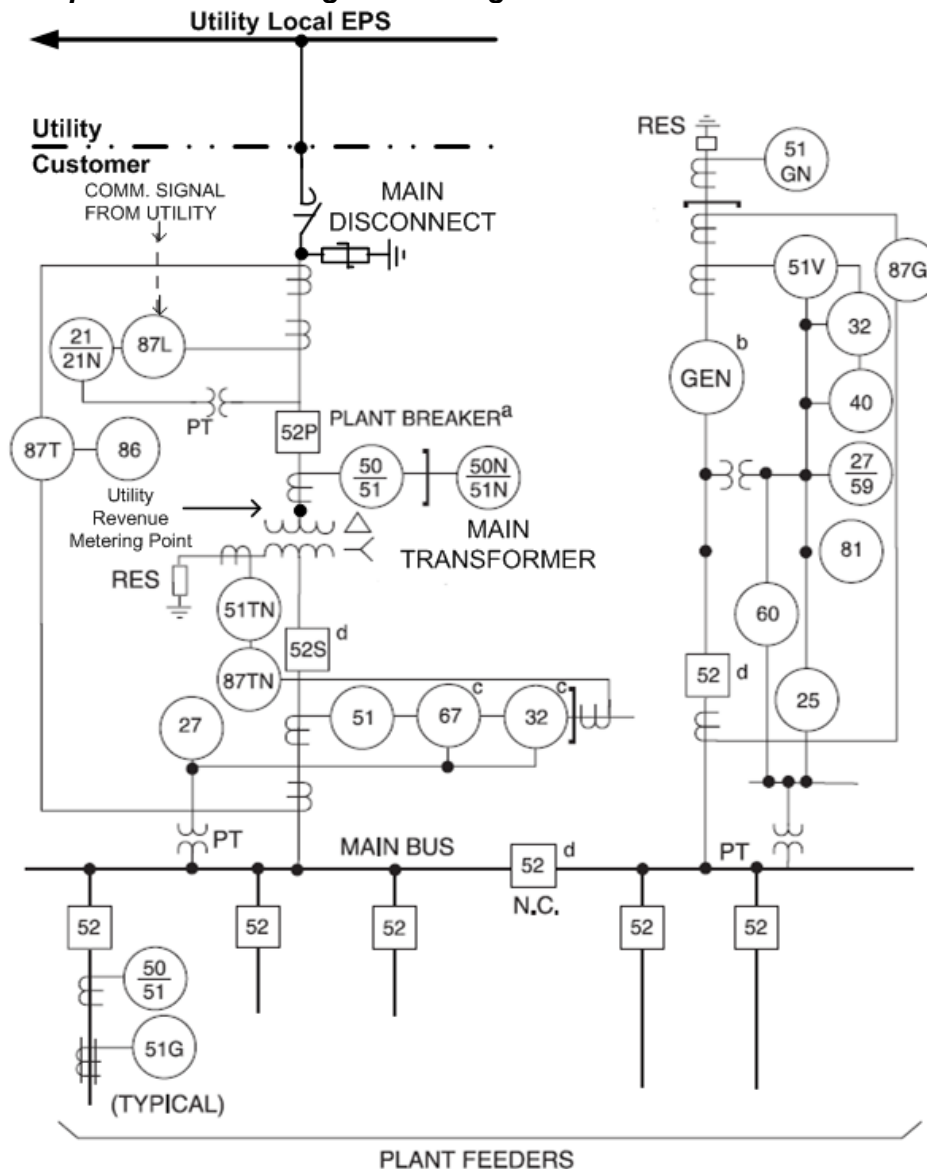 Utility Local EPS
Utility
Customer
COMM. SIGNAL
FROM UTILITY
MAIN
DISCONNECT
RES
51
GN
51V
87G
32
b
GEN
40
27
59
81
60
25
52
d
21
21N
87L
PT
52P
PLANT BREAKER a
87T
86
50
51
50N
51N
Utility
Revenue
Metering Point
MAIN
TRANSFORMER
RES
51TN
52S
d
87TN
27
51
67
c
32
c
PT
MAIN BUS
52
d
N.C.
PT
52
52
52
52
52
50
51
51G
(TYPICAL)
PLANT FEEDERS